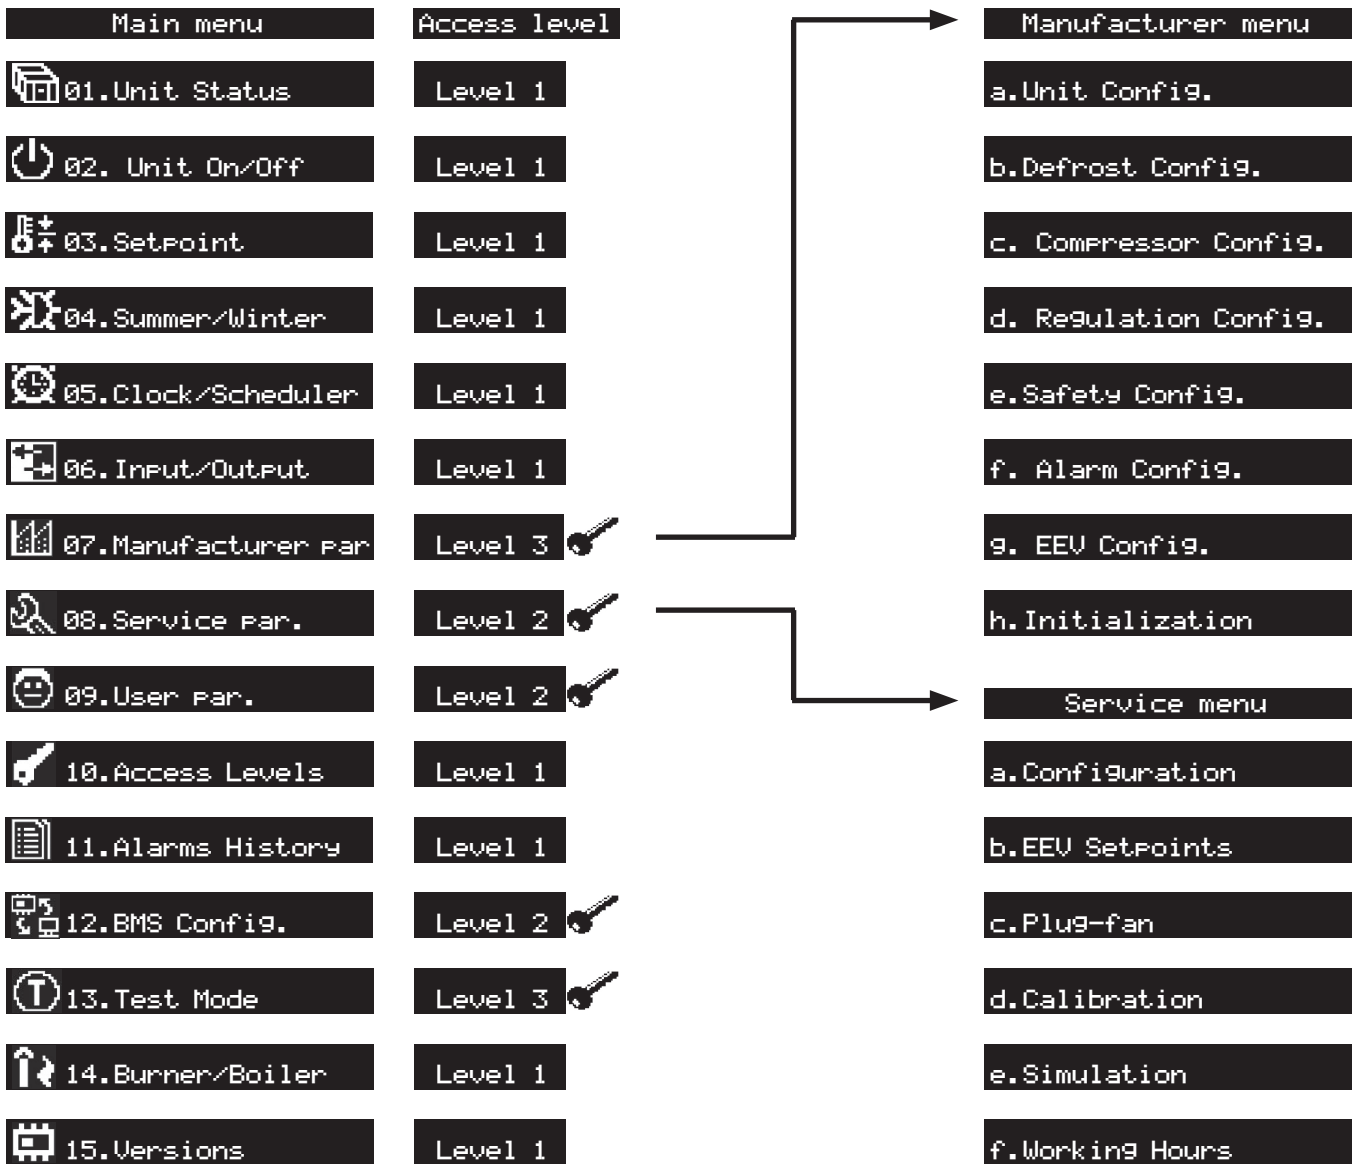 Main menu
Access level
Manufacturer menu
01.Unit Status
Level 1
a.Unit Config.
02. Unit On/Off
Level 1
b.Defrost Config.
03.Setpoint
Level 1
c. Compressor Config.
04.Summer/Winter
Level 1
d. Regulation Config.
05.Clock/Scheduler
Level 1
e.Safety Config.
06.Input/Output
Level 1
f. Alarm Config.
07.Manufacturer par
Level 3
g. EEV Config.
08.Service par.
Level 2
h.Initialization
09.User par.
Level 2
Service menu
10.Access Levels
Level 1
a.Configuration
11.Alarms History
Level 1
b.EEV Setpoints
12.BMS Config.
Level 2
c.Plug-fan
T
13.Test Mode
Level 3
d.Calibration
14.Burner/Boiler
Level 1
e.Simulation
15.Versions
Level 1
f.Working Hours